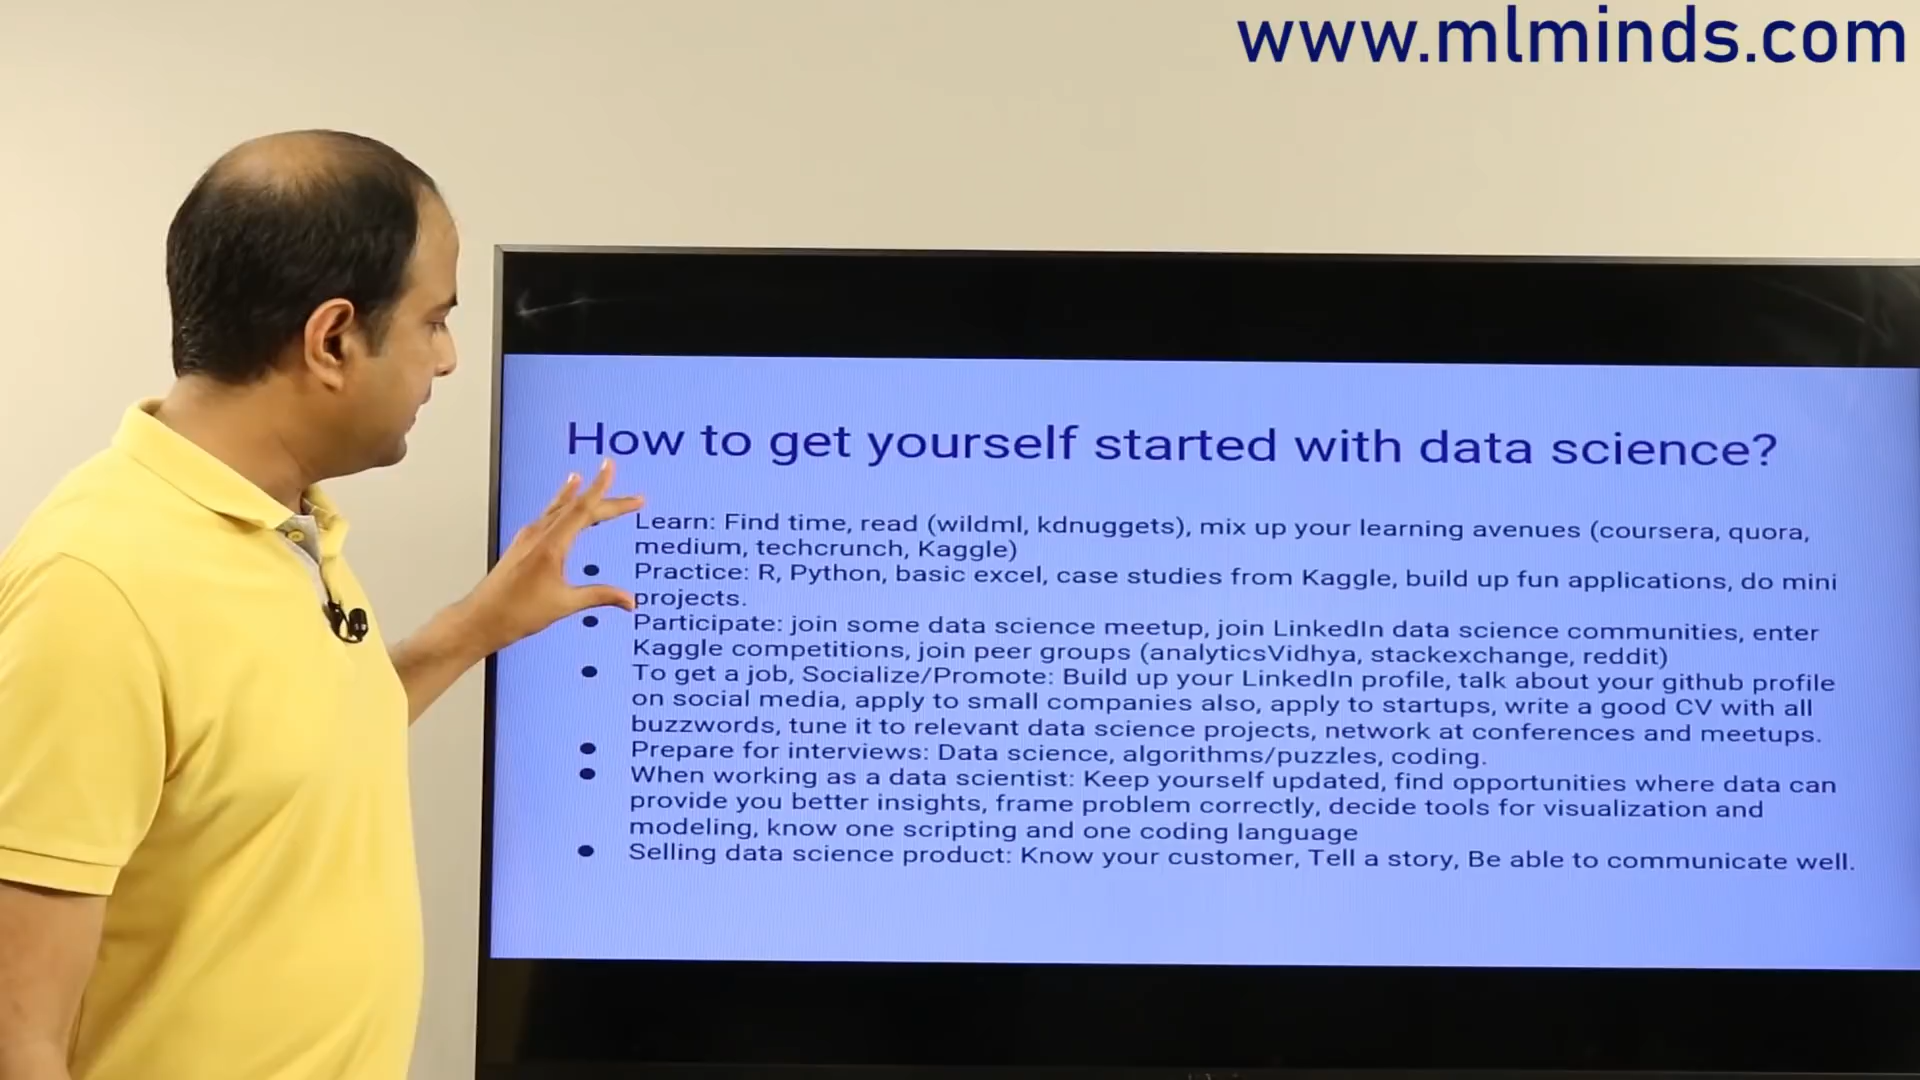 www.mlminds.com
How to get yourself started with data science?
Learn: Find time, read (wildml, kdnuggets), mix up your learning avenues (coursera, quora,
medium, techcrunch, Kaggle)
● Practice: R, Python, basic excel, case studies from Kaggle, build up fun applications, do mini
projects.
● Participate: join some data science meetup, join LinkedIn data science communities, enter
Kaggle competitions, join peer groups (analyticsVidhya, stackexchange, reddit)
● To get a job, Socialize/Promote: Build up your LinkedIn profile, talk about your github profile
on social media, apply to small companies also, apply to startups, write a good CV with all
buzzwords, tune it to relevant data science projects, network at conferences and meetups.
● Prepare for interviews: Data science, algorithms/puzzles, coding.
● When working as a data scientist: Keep yourself updated, find opportunities where data can
provide you better insights, frame problem correctly, decide tools for visualization and
modeling, know one scripting and one coding language
● Selling data science product: Know your customer, Tell a story, Be able to communicate well.